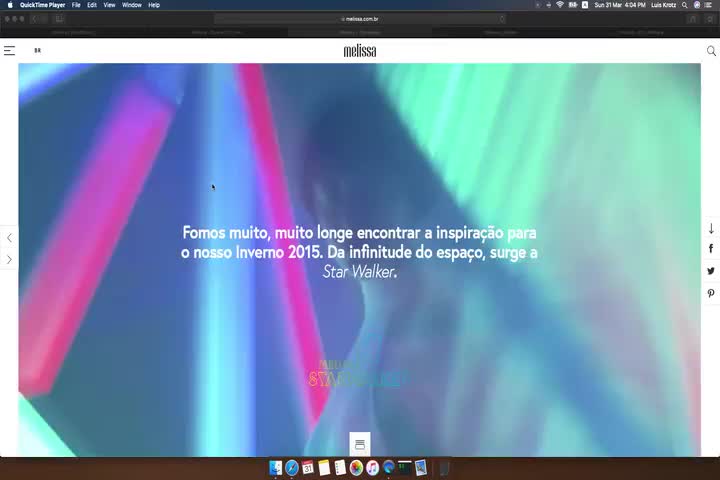 QuickTime Player File Edit View Window Help
Sun 31 Mar 4:04 PM Luis Krotz
melissa.com.br
BR
melissa
Fomos muito, muito longe encontrar a inspiração para
o nosso Inverno 2015. Da infinitude do espaço, surge a
Star Walker.